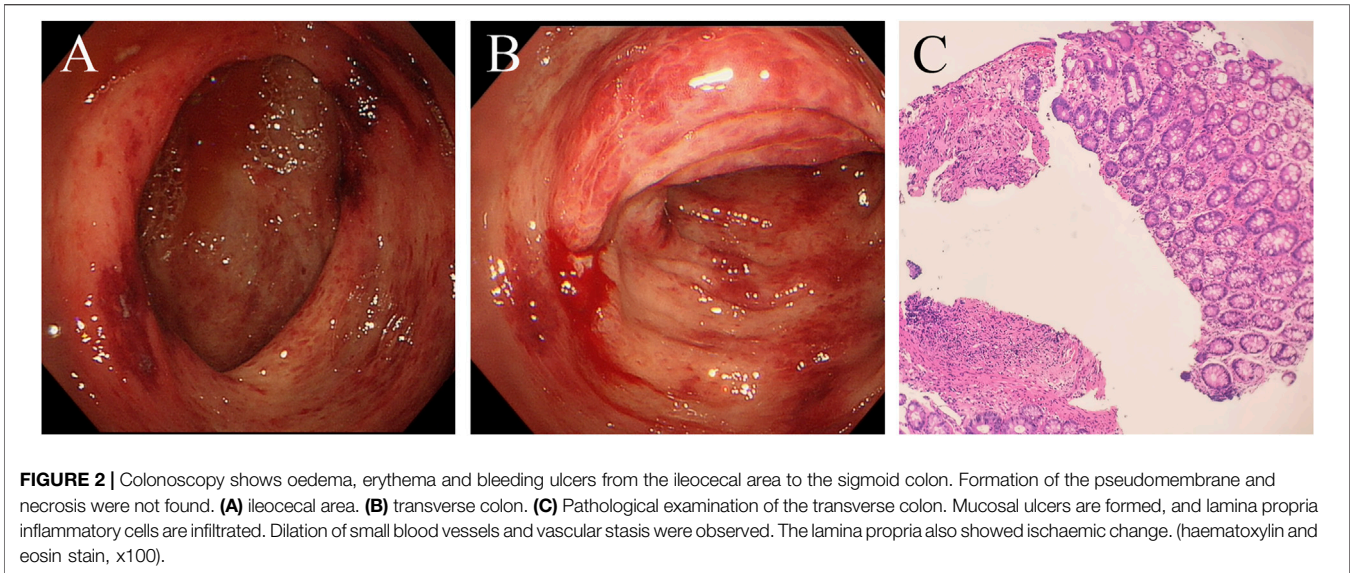 A
B
C
FIGURE 2 | Colonoscopy shows oedema, erythema and bleeding ulcers from the ileocecal area to the sigmoid colon. Formation of the pseudomembrane and
necrosis were not found. (A) ileocecal area. (B) transverse colon. (C) Pathological examination of the transverse colon. Mucosal ulcers are formed, and lamina propria
inflammatory cells are infiltrated. Dilation of small blood vessels and vascular stasis were observed. The lamina propria also showed ischaemic change. (haematoxylin and
eosin stain, x100).